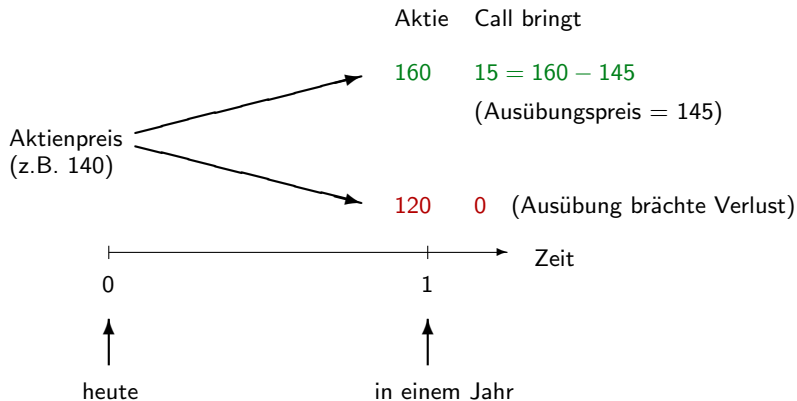 Aktie Call bringt
160 15 = 160 − 145
(Ausübungspreis = 145)
Aktienpreis
(z.B. 140)
120 0 (Ausübung brächte Verlust)
Zeit
0 1
heute in einem Jahr